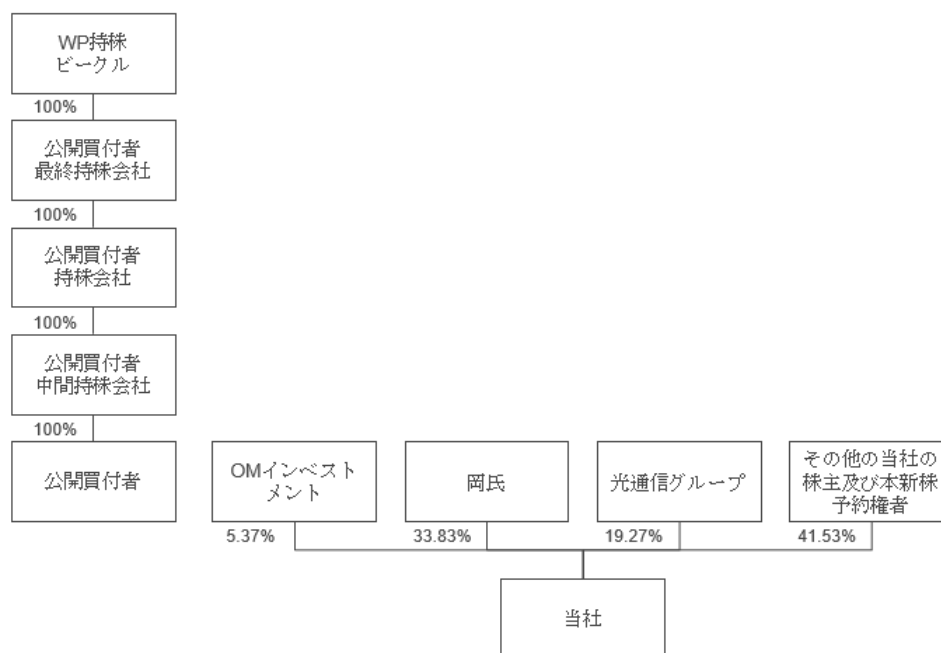 WP持株
ビークル
100%
公開買付者
最終持株会社
100%
公開買付者
持株会社
100%
公開買付者
中間持株会社
100%
公開買付者
OMインベスト
メント
岡氏
光通信グループ
その他の当社の
株主及び本新株
予約権者
5.37%
33.83%
19.27%
41.53%
当社